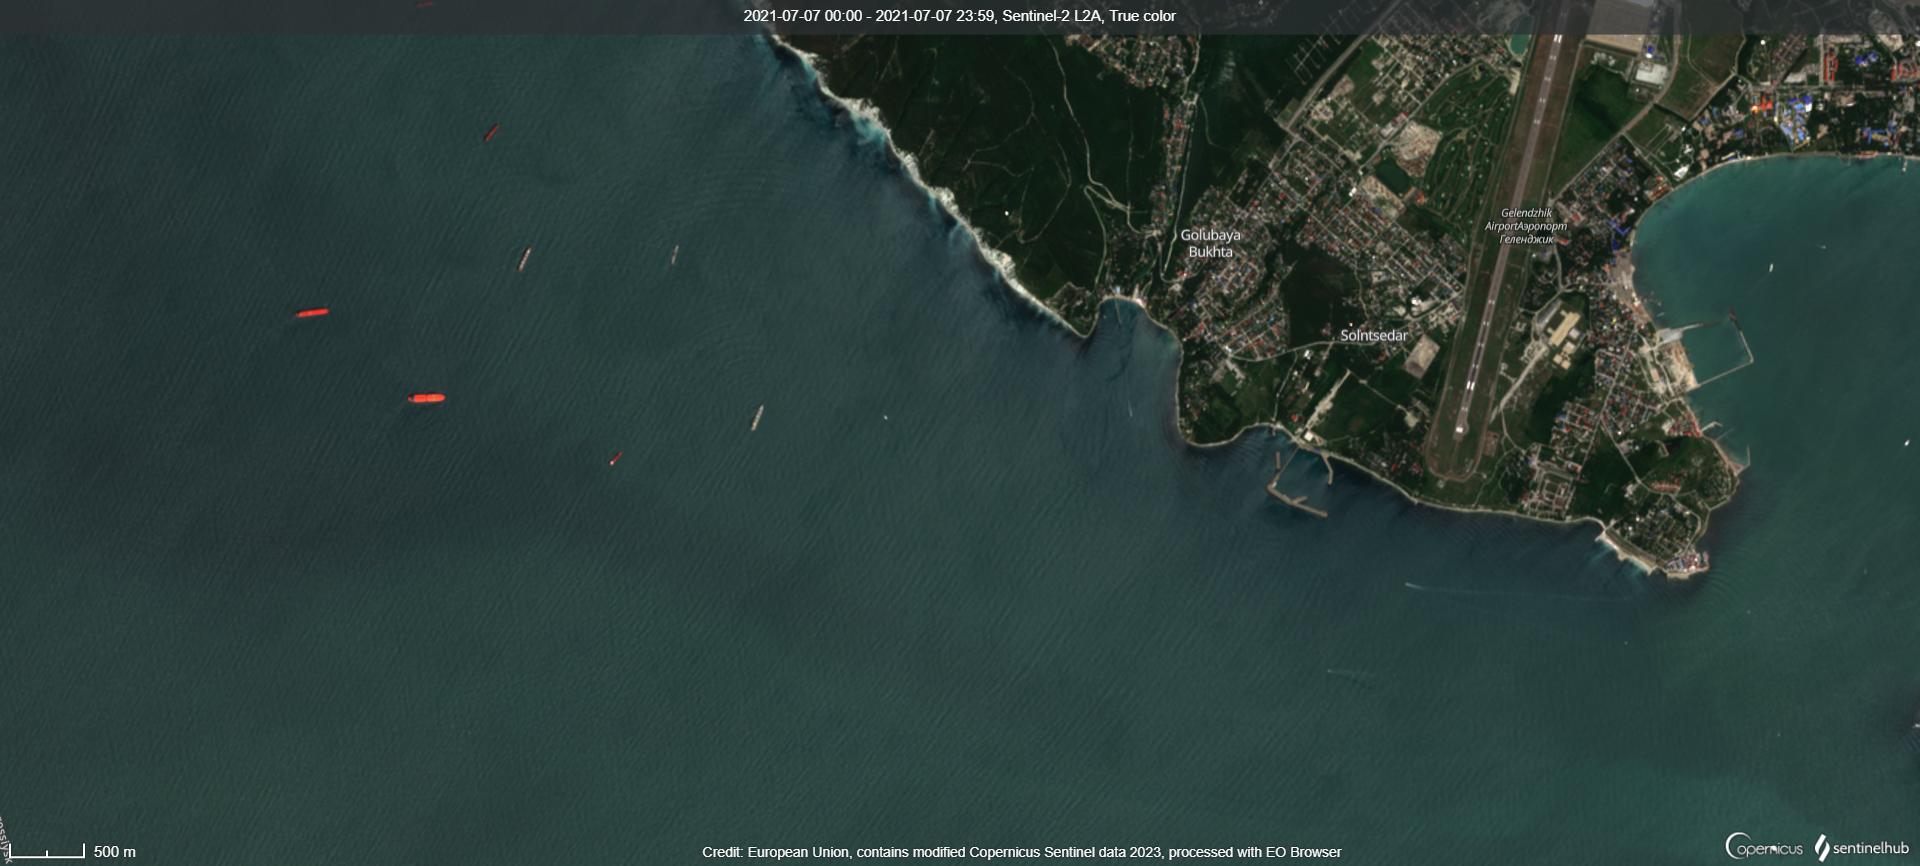 2021-07-07 00:00 - 2021-07-07 23:59, Sentinel-2 L2A, True color
Gelendzhik
AirportАэропорт
Геленджик
Golubaya
Bukhta
Solntsedar
500 m
Credit: European Union, contains modified Copernicus Sentinel data 2023, processed with EO Browser
Copernicus
sentinelhub